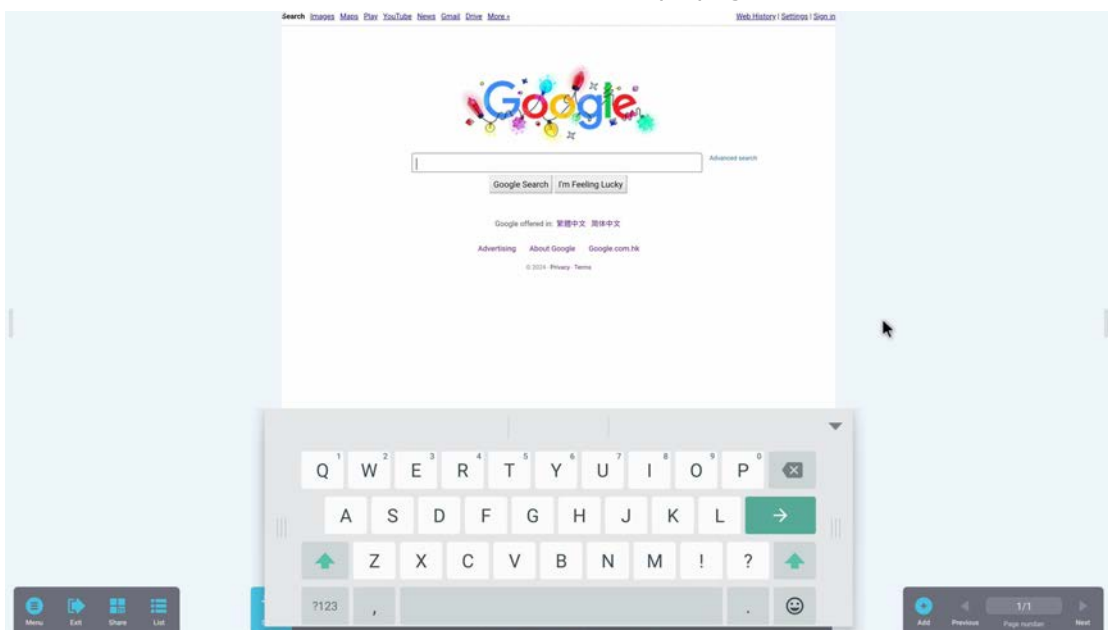 Search Images Maps Play YouTube News Gmail Drive More »
Web History | Settings | Sign in
Google
Advanced search
Google Search
I'm Feeling Lucky
Google offered in: 繁體中文 简体中文
Advertising About Google Google.com.hk
© 2024 - Privacy - Terms
Q 1 W 2 E 3 R 4 T 5 Y 6 U 7 I 8 O 9 P 0
A S D F G H J K L
Z X C V B N M ! ?
?123 , .
Menu Exit Share List
Add Previous 1/1 Page number Next